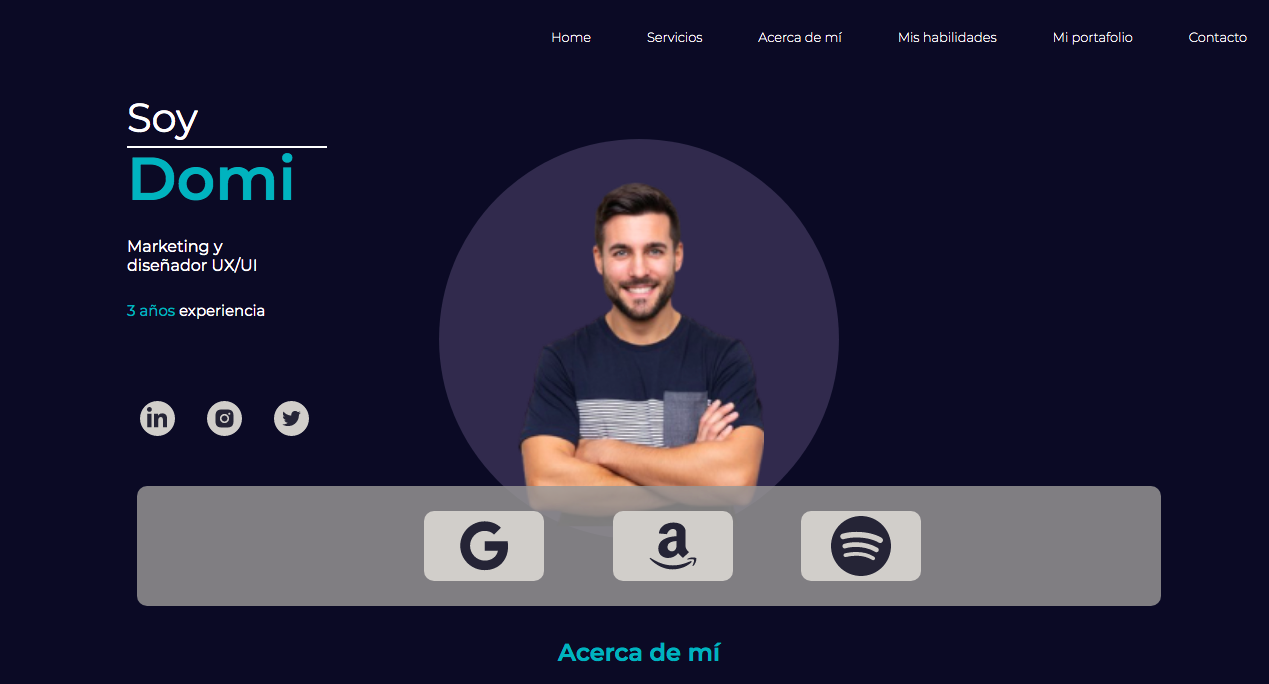 Home Servicios Acerca de mí Mis habilidades Mi portafolio Contacto
Soy
Domi
Marketing y
diseñador UX/UI
3 años experiencia
in
G
a
Acerca de mí